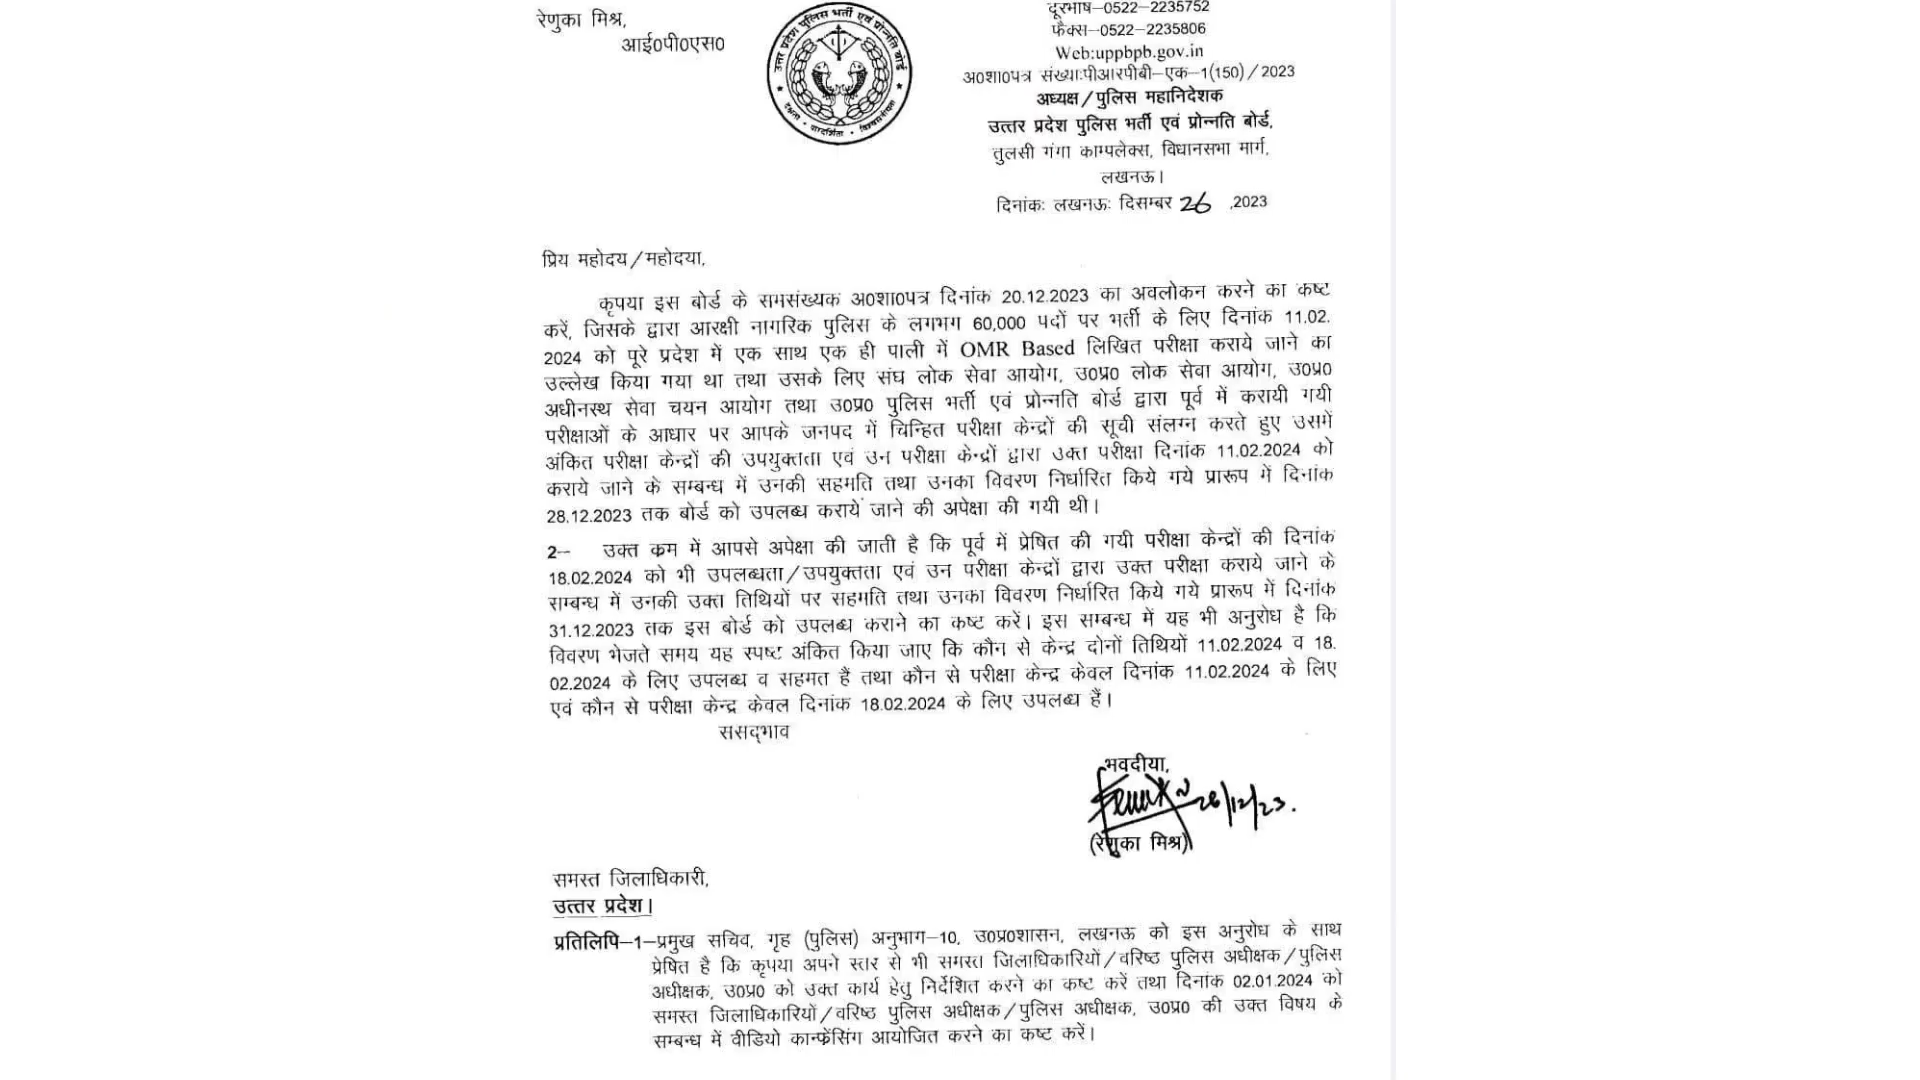 रेणुका मिश्र,
आई0पी0एस0
उत्तर प्रदेश पुलिस भर्ती एवं प्रोन्नति बोर्ड
दक्षता • पारदर्शिता • विश्वसनीयता
दूरभाष–0522–2235752
फैक्स–0522–2235806
Web:uppbpb.gov.in
अ0शा0पत्र संख्या:पीआरपीबी–एक–1(150)/2023
अध्यक्ष/पुलिस महानिदेशक
उत्तर प्रदेश पुलिस भर्ती एवं प्रोन्नति बोर्ड,
तुलसी गंगा काम्पलेक्स, विधानसभा मार्ग,
लखनऊ।
दिनांकः लखनऊः दिसम्बर 26 ,2023
प्रिय महोदय/महोदया,
कृपया इस बोर्ड के समसंख्यक अ0शा0पत्र दिनांक 20.12.2023 का अवलोकन करने का कष्ट
करें, जिसके द्वारा आरक्षी नागरिक पुलिस के लगभग 60,000 पदों पर भर्ती के लिए दिनांक 11.02.
2024 को पूरे प्रदेश में एक साथ एक ही पाली में OMR Based लिखित परीक्षा कराये जाने का
उल्लेख किया गया था तथा उसके लिए संघ लोक सेवा आयोग, उ0प्र0 लोक सेवा आयोग, उ0प्र0
अधीनस्थ सेवा चयन आयोग तथा उ0प्र0 पुलिस भर्ती एवं प्रोन्नति बोर्ड द्वारा पूर्व में करायी गयी
परीक्षाओं के आधार पर आपके जनपद में चिन्हित परीक्षा केन्द्रों की सूची संलग्न करते हुए उसमें
अंकित परीक्षा केन्द्रों की उपयुक्तता एवं उन परीक्षा केन्द्रों द्वारा उक्त परीक्षा दिनांक 11.02.2024 को
कराये जाने के सम्बन्ध में उनकी सहमति तथा उनका विवरण निर्धारित किये गये प्रारूप में दिनांक
28.12.2023 तक बोर्ड को उपलब्ध कराये जाने की अपेक्षा की गयी थी।
2– उक्त क्रम में आपसे अपेक्षा की जाती है कि पूर्व में प्रेषित की गयी परीक्षा केन्द्रों की दिनांक
18.02.2024 को भी उपलब्धता/उपयुक्तता एवं उन परीक्षा केन्द्रों द्वारा उक्त परीक्षा कराये जाने के
सम्बन्ध में उनकी उक्त तिथियों पर सहमति तथा उनका विवरण निर्धारित किये गये प्रारूप में दिनांक
31.12.2023 तक इस बोर्ड को उपलब्ध कराने का कष्ट करें। इस सम्बन्ध में यह भी अनुरोध है कि
विवरण भेजते समय यह स्पष्ट अंकित किया जाए कि कौन से केन्द्र दोनों तिथियों 11.02.2024 व 18.
02.2024 के लिए उपलब्ध व सहमत हैं तथा कौन से परीक्षा केन्द्र केवल दिनांक 11.02.2024 के लिए
एवं कौन से परीक्षा केन्द्र केवल दिनांक 18.02.2024 के लिए उपलब्ध हैं।
ससद्‌भाव
भवदीया,
26/12/23.
(रेणुका मिश्र)
समस्त जिलाधिकारी,
उत्तर प्रदेश।
प्रतिलिपि–1–प्रमुख सचिव, गृह (पुलिस) अनुभाग–10, उ0प्र0शासन, लखनऊ को इस अनुरोध के साथ
प्रेषित है कि कृपया अपने स्तर से भी समस्त जिलाधिकारियों/वरिष्ठ पुलिस अधीक्षक/पुलिस
अधीक्षक, उ0प्र0 को उक्त कार्य हेतु निर्देशित करने का कष्ट करें तथा दिनांक 02.01.2024 को
समस्त जिलाधिकारियों/वरिष्ठ पुलिस अधीक्षक/पुलिस अधीक्षक, उ0प्र0 की उक्त विषय के
सम्बन्ध में वीडियो कान्फ्रेंसिंग आयोजित करने का कष्ट करें।